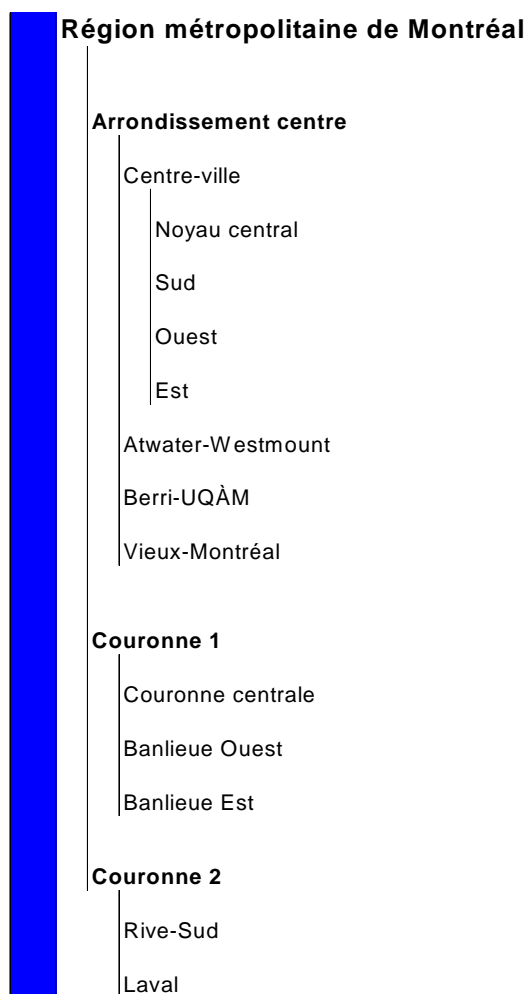 Région métropolitaine de Montréal
Arrondissement centre
Centre-ville
Noyau central
Sud
Ouest
Est
Atwater-Westmount
Berri-UQÀM
Vieux-Montréal
Couronne 1
Couronne centrale
Banlieue Ouest
Banlieue Est
Couronne 2
Rive-Sud
Laval